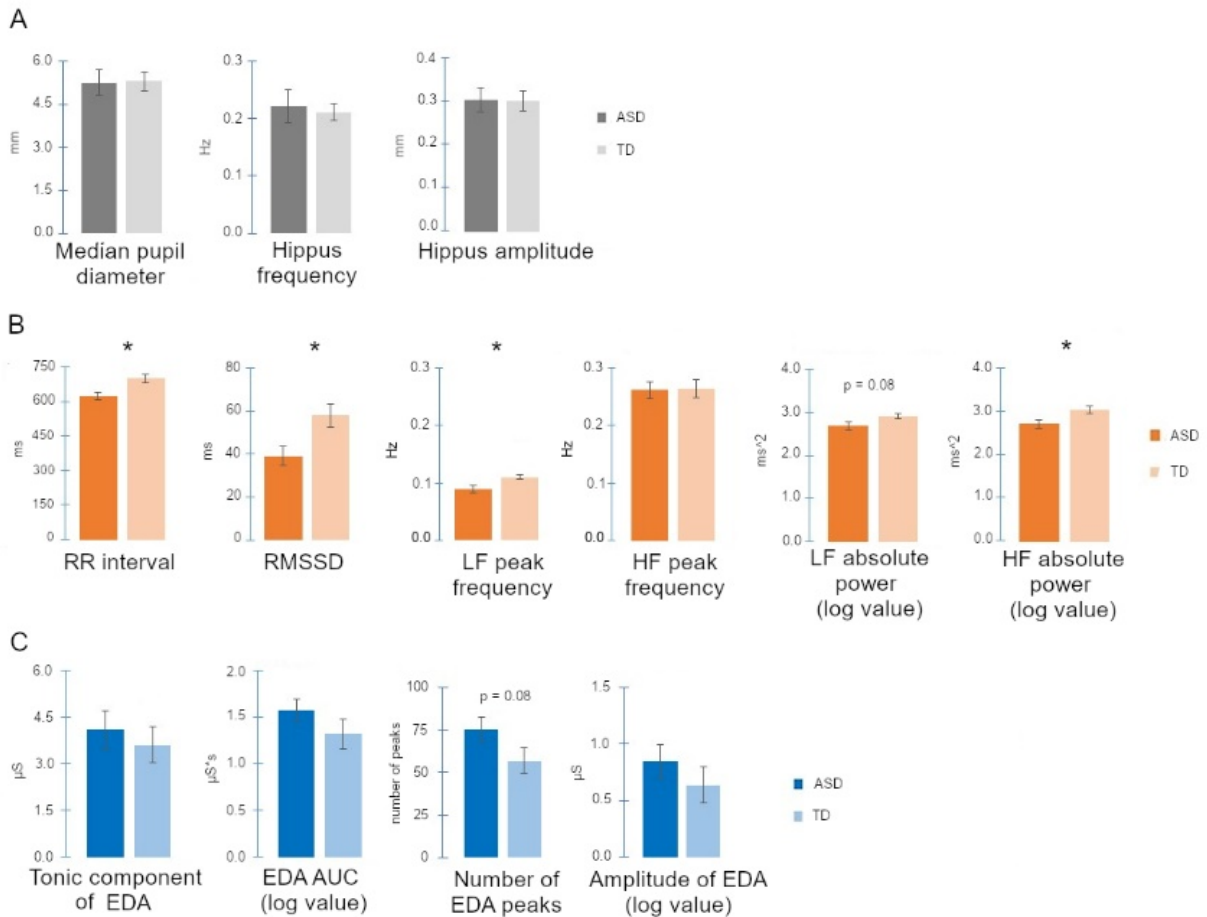 A
6.0
4.5
3.0
1.5
0.0
mm
Median pupil
diameter
0.3
0.2
0.1
0.0
Hz
Hippus
frequency
0.4
0.3
0.2
0.1
0.0
mm
Hippus amplitude
ASD
TD
B
*
750
600
450
300
150
0
ms
RR interval
*
80
60
40
20
0
ms
RMSSD
*
0.3
0.2
0.1
0.0
Hz
LF peak
frequency
0.3
0.2
0.1
0.0
Hz
HF peak
frequency
p = 0.08
4.0
3.0
2.0
1.0
0.0
ms^2
LF absolute
power
(log value)
*
4.0
3.0
2.0
1.0
0.0
ms^2
HF absolute
power
(log value)
ASD
TD
C
6.0
4.5
3.0
1.5
0.0
µS
Tonic component
of EDA
2.0
1.5
1.0
0.5
0.0
µS*s
EDA AUC
(log value)
p = 0.08
100
75
50
25
0
number of peaks
Number of
EDA peaks
1.5
1.0
0.5
0.0
µS
Amplitude of EDA
(log value)
ASD
TD